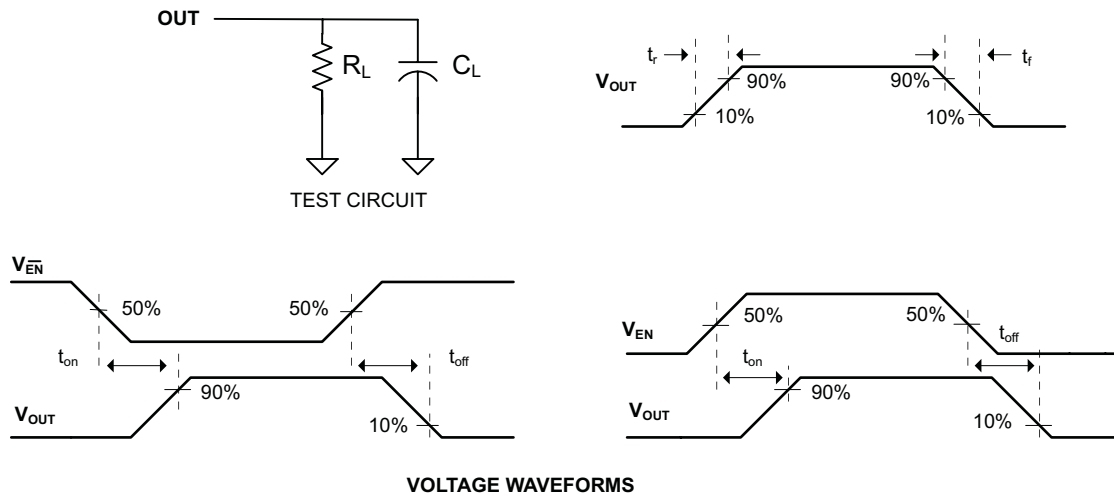 OUT
R_L
C_L
TEST CIRCUIT
t_r
t_f
V_OUT
90%
90%
10%
10%
V_E̅N̅
50%
50%
t_on
t_off
V_OUT
90%
10%
V_EN
50%
50%
t_on
t_off
V_OUT
90%
10%
VOLTAGE WAVEFORMS